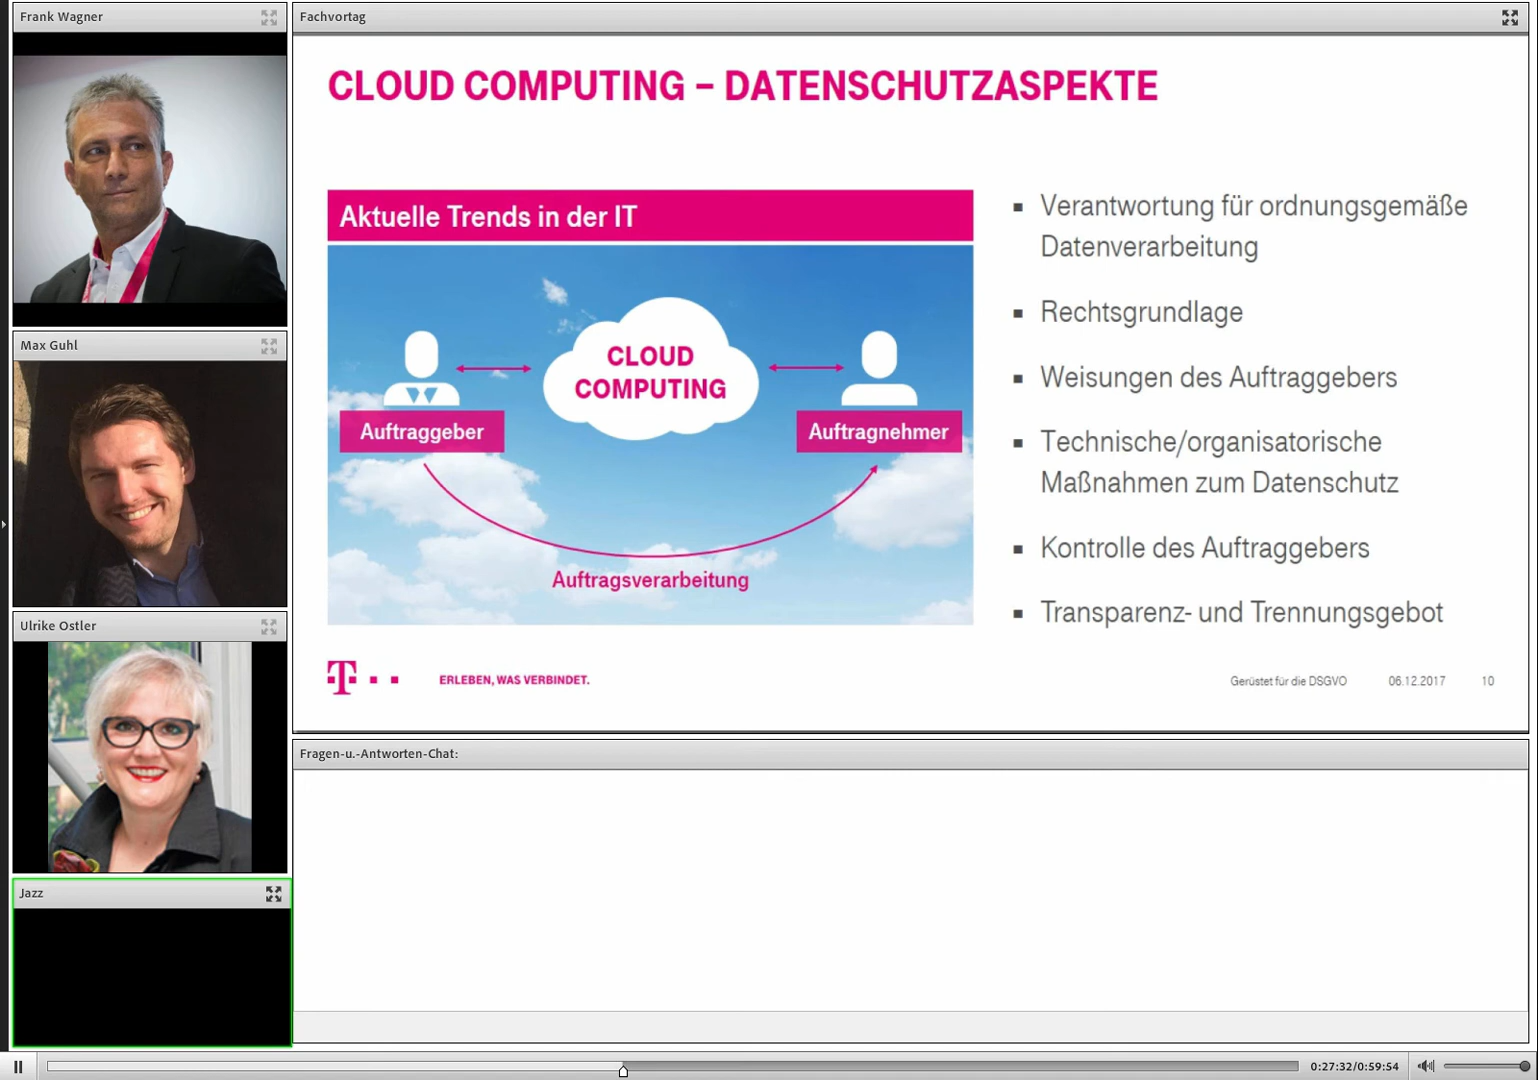 Frank Wagner
Max Guhl
Ulrike Ostler
Jazz
Fachvortag
CLOUD COMPUTING – DATENSCHUTZASPEKTE
Aktuelle Trends in der IT
CLOUD
COMPUTING
Auftraggeber
Auftragnehmer
Auftragsverarbeitung
▪ Verantwortung für ordnungsgemäße
Datenverarbeitung
▪ Rechtsgrundlage
▪ Weisungen des Auftraggebers
▪ Technische/organisatorische
Maßnahmen zum Datenschutz
▪ Kontrolle des Auftraggebers
▪ Transparenz- und Trennungsgebot
T
ERLEBEN, WAS VERBINDET.
Gerüstet für die DSGVO 06.12.2017 10
Fragen-u.-Antworten-Chat:
0:27:32/0:59:54